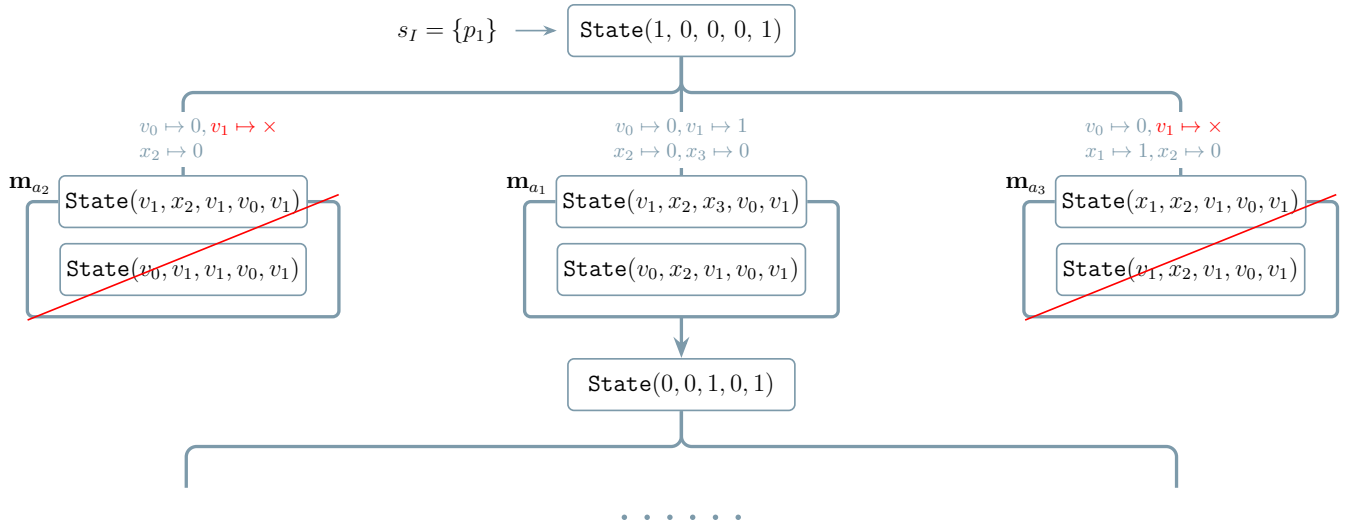 s_I = {p_1} → State(1, 0, 0, 0, 1)
v_0 ↦ 0, v_1 ↦ ×
x_2 ↦ 0
v_0 ↦ 0, v_1 ↦ 1
x_2 ↦ 0, x_3 ↦ 0
v_0 ↦ 0, v_1 ↦ ×
x_1 ↦ 1, x_2 ↦ 0
m_{a_2}
State(v_1, x_2, v_1, v_0, v_1)
State(v_0, v_1, v_1, v_0, v_1)
m_{a_1}
State(v_1, x_2, x_3, v_0, v_1)
State(v_0, x_2, v_1, v_0, v_1)
m_{a_3}
State(x_1, x_2, v_1, v_0, v_1)
State(v_1, x_2, v_1, v_0, v_1)
State(0, 0, 1, 0, 1)
. . . . . .